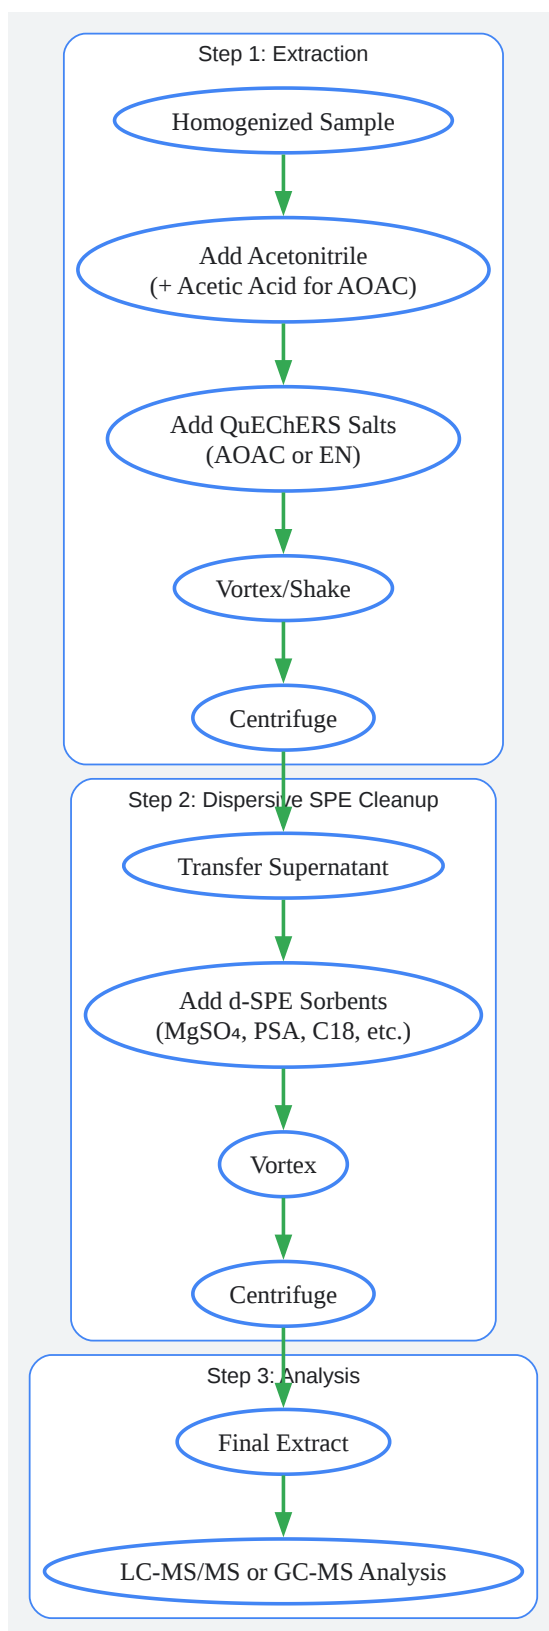 Step 1: Extraction
Homogenized Sample
Add Acetonitrile
(+ Acetic Acid for AOAC)
Add QuEChERS Salts
(AOAC or EN)
Vortex/Shake
Centrifuge
Step 2: Dispersive SPE Cleanup
Transfer Supernatant
Add d-SPE Sorbents
(MgSO₄, PSA, C18, etc.)
Vortex
Centrifuge
Step 3: Analysis
Final Extract
LC-MS/MS or GC-MS Analysis